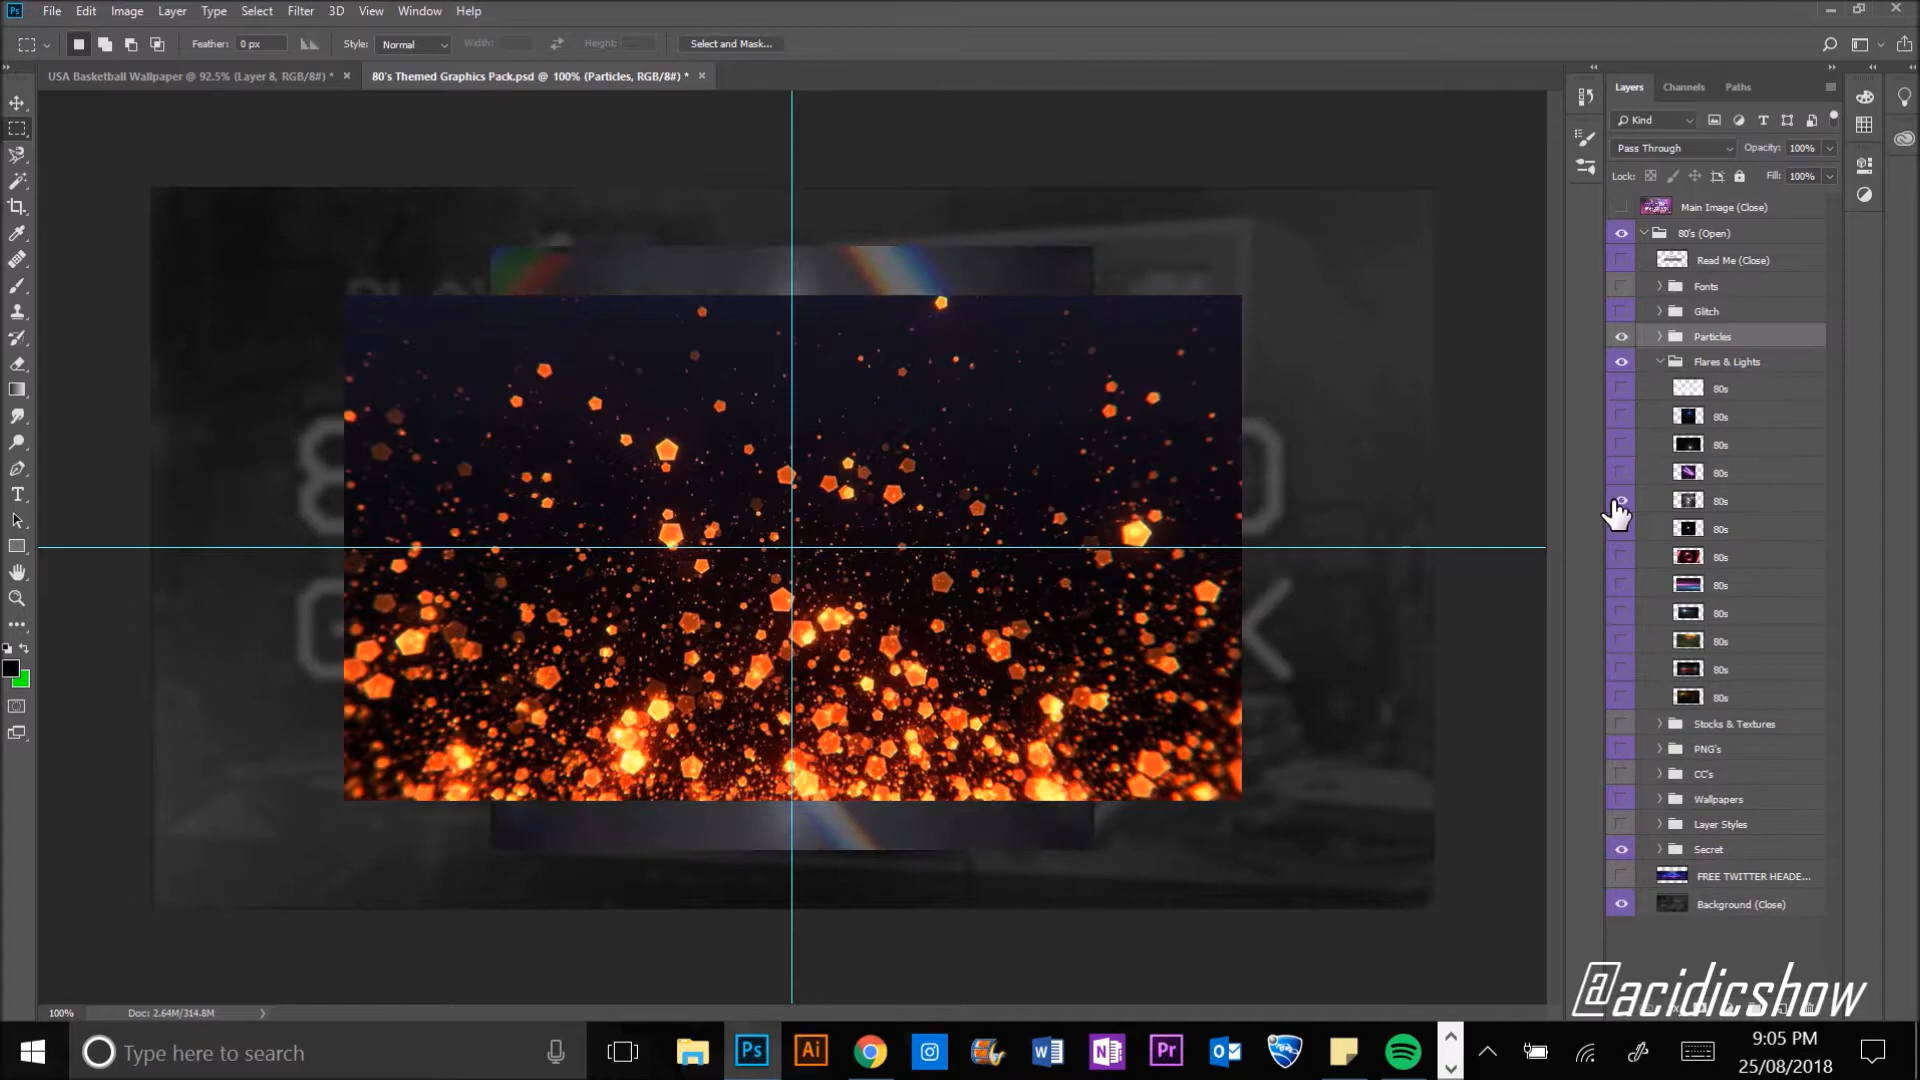 Ps File Edit Image Layer Type Select Filter 3D View Window Help
Feather: 0 px Style: Normal Width: Height: Select and Mask...
USA Basketball Wallpaper @ 92.5% (Layer 8, RGB/8#) * ×
80's Themed Graphics Pack.psd @ 100% (Particles, RGB/8#) * ×
Layers Channels Paths
Kind
Pass Through Opacity: 100%
Lock: Fill: 100%
Main Image (Close)
80's (Open)
Read Me (Close)
Fonts
Glitch
Particles
Flares & Lights
80s
80s
80s
80s
80s
80s
80s
80s
80s
80s
80s
80s
Stocks & Textures
PNG's
CC's
Wallpapers
Layer Styles
Secret
FREE TWITTER HEADE...
Background (Close)
100% Doc: 2.64M/314.8M
@acidicshow
Type here to search
Ps Ai Pr
9:05 PM
25/08/2018